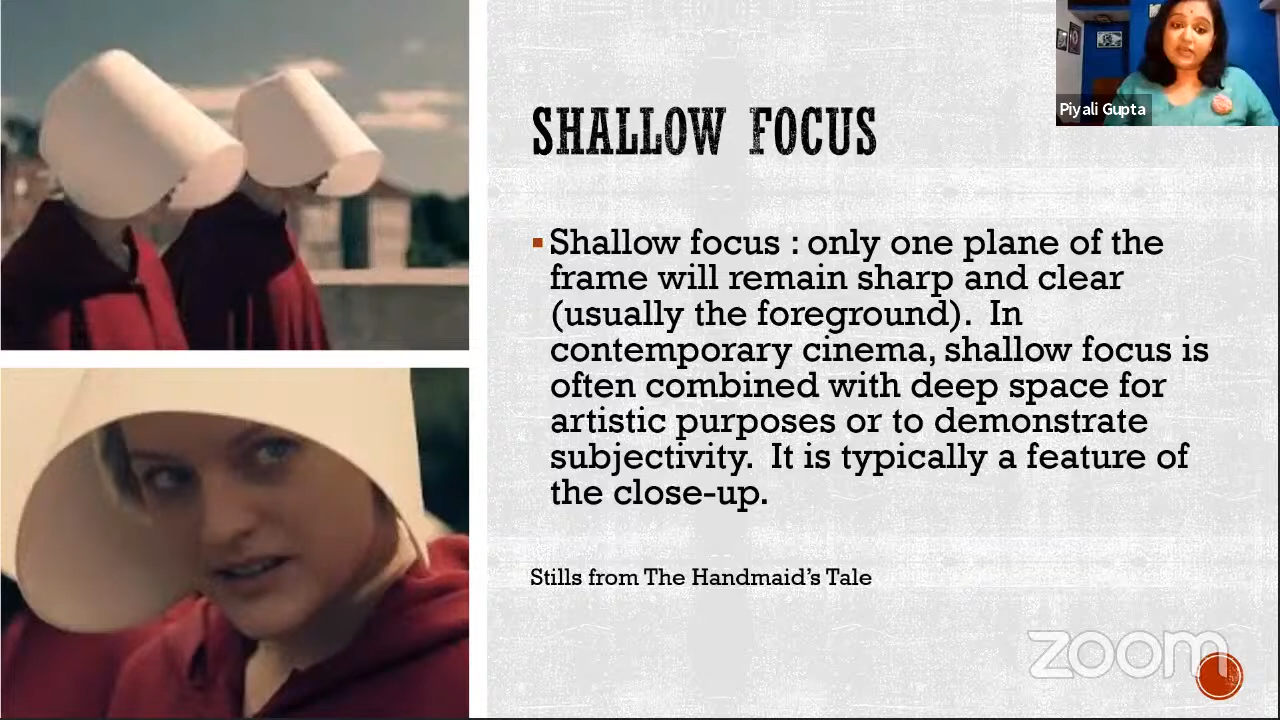 Piyali Gupta
SHALLOW FOCUS
Shallow focus : only one plane of the
frame will remain sharp and clear
(usually the foreground). In
contemporary cinema, shallow focus is
often combined with deep space for
artistic purposes or to demonstrate
subjectivity. It is typically a feature of
the close-up.
Stills from The Handmaid's Tale
zoom